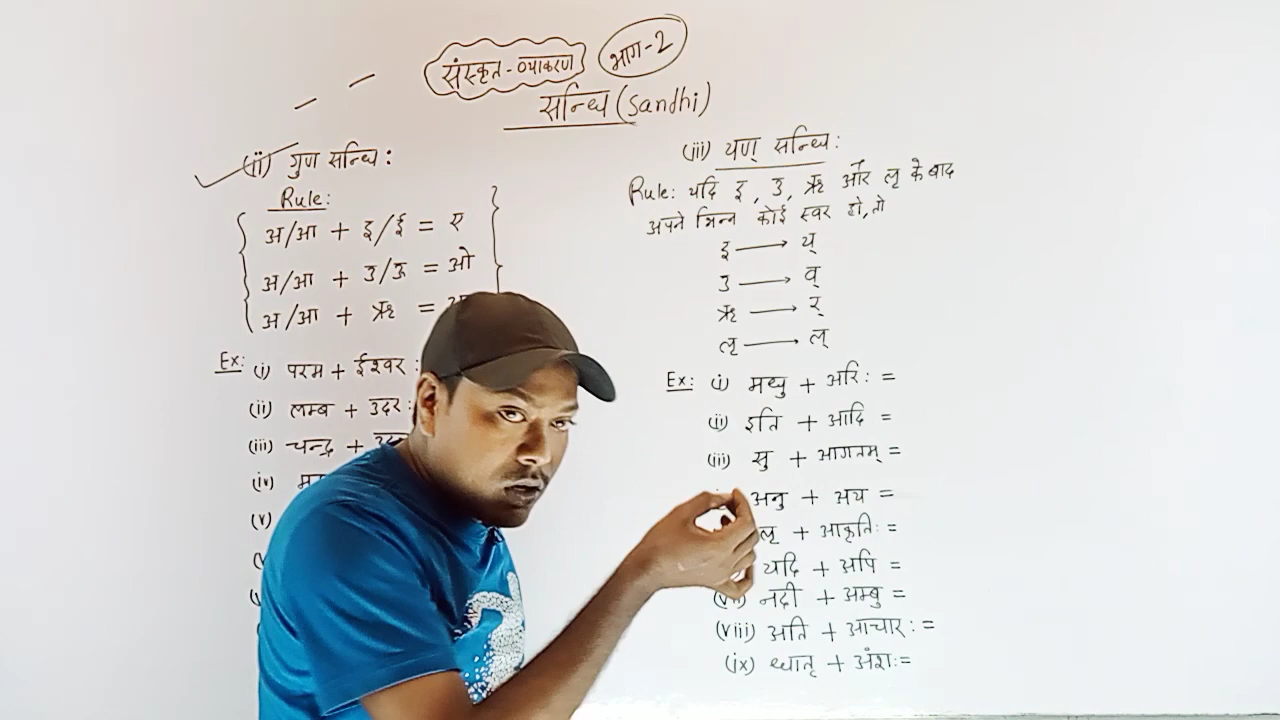 संस्कृत-व्याकरण भाग-2
सन्धि (Sandhi)
(ii) गुण सन्धि:
Rule:
अ/आ + इ/ई = ए
अ/आ + उ/ऊ = ओ
अ/आ + ऋ =
Ex: (i) परम + ईश्वर:
(ii) लम्ब + उदर:
(iii) चन्द्र +
(iv)
(v)
(iii) यण् सन्धि:
Rule: यदि इ, उ, ऋ और लृ के बाद
अपने भिन्न कोई स्वर हो, तो
इ → य्
उ → व्
ऋ → र्
लृ → ल्
Ex: (i) मधु + अरि: =
(ii) इति + आदि =
(iii) सु + आगतम् =
अनु + अय =
लृ + आकृति: =
यदि + अपि =
(vii) नदी + अम्बु =
(viii) अति + आचार: =
(ix) धातृ + अंश: =